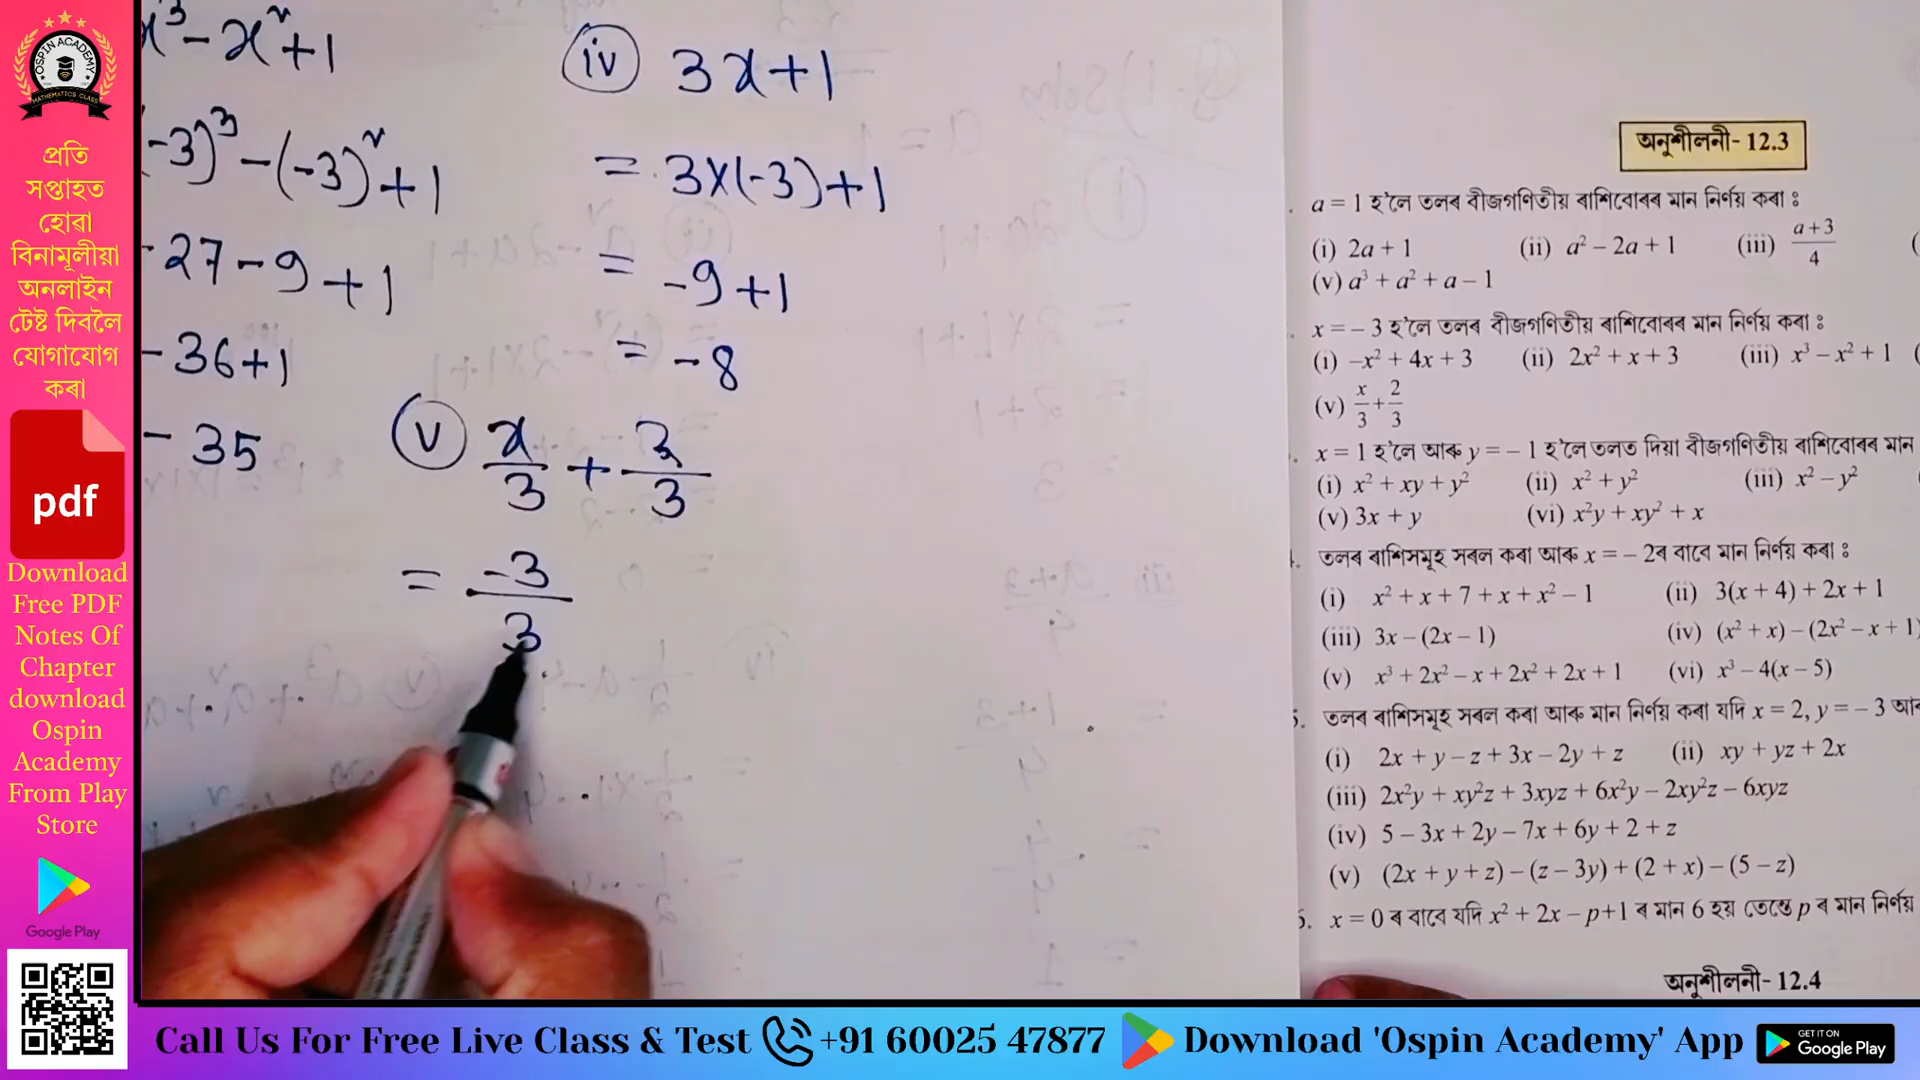 OSPIN ACADEMY
MATHEMATICS CLASS
প্ৰতি
সপ্তাহত
হোৱা
বিনামূলীয়া
অনলাইন
টেষ্ট দিবলৈ
যোগাযোগ
কৰা
pdf
Download
Free PDF
Notes Of
Chapter
download
Ospin
Academy
From Play
Store
Google Play
x³ - x² + 1
(-3)³ - (-3)² + 1
-27 - 9 + 1
-36 + 1
-35
(iv) 3x + 1
= 3×(-3) + 1
= -9 + 1
= -8
(v) x/3 + 2/3
= -3/3
অনুশীলনী- 12.3
a = 1 হ'লে তলৰ বীজগণিতীয় ৰাশিবোৰৰ মান নিৰ্ণয় কৰা :
(i) 2a + 1 (ii) a² – 2a + 1 (iii) (a+3)/4
(v) a³ + a² + a – 1
x = – 3 হ'লে তলৰ বীজগণিতীয় ৰাশিবোৰৰ মান নিৰ্ণয় কৰা :
(i) –x² + 4x + 3 (ii) 2x² + x + 3 (iii) x³ – x² + 1
(v) x/3 + 2/3
x = 1 হ'লে আৰু y = – 1 হ'লে তলত দিয়া বীজগণিতীয় ৰাশিবোৰৰ মান
(i) x² + xy + y² (ii) x² + y² (iii) x² – y²
(v) 3x + y (vi) x²y + xy² + x
তলৰ ৰাশিসমূহ সৰল কৰা আৰু x = – 2ৰ বাবে মান নিৰ্ণয় কৰা :
(i) x² + x + 7 + x + x² – 1 (ii) 3(x + 4) + 2x + 1
(iii) 3x – (2x – 1) (iv) (x² + x) – (2x² – x + 1)
(v) x³ + 2x² – x + 2x² + 2x + 1 (vi) x³ – 4(x – 5)
5. তলৰ ৰাশিসমূহ সৰল কৰা আৰু মান নিৰ্ণয় কৰা যদি x = 2, y = – 3 আৰু
(i) 2x + y – z + 3x – 2y + z (ii) xy + yz + 2x
(iii) 2x²y + xy²z + 3xyz + 6x²y – 2xy²z – 6xyz
(iv) 5 – 3x + 2y – 7x + 6y + 2 + z
(v) (2x + y + z) – (z – 3y) + (2 + x) – (5 – z)
6. x = 0 ৰ বাবে যদি x² + 2x – p+1 ৰ মান 6 হয় তেন্তে p ৰ মান নিৰ্ণয়
অনুশীলনী- 12.4
Call Us For Free Live Class & Test +91 60025 47877 Download 'Ospin Academy' App
GET IT ON
Google Play